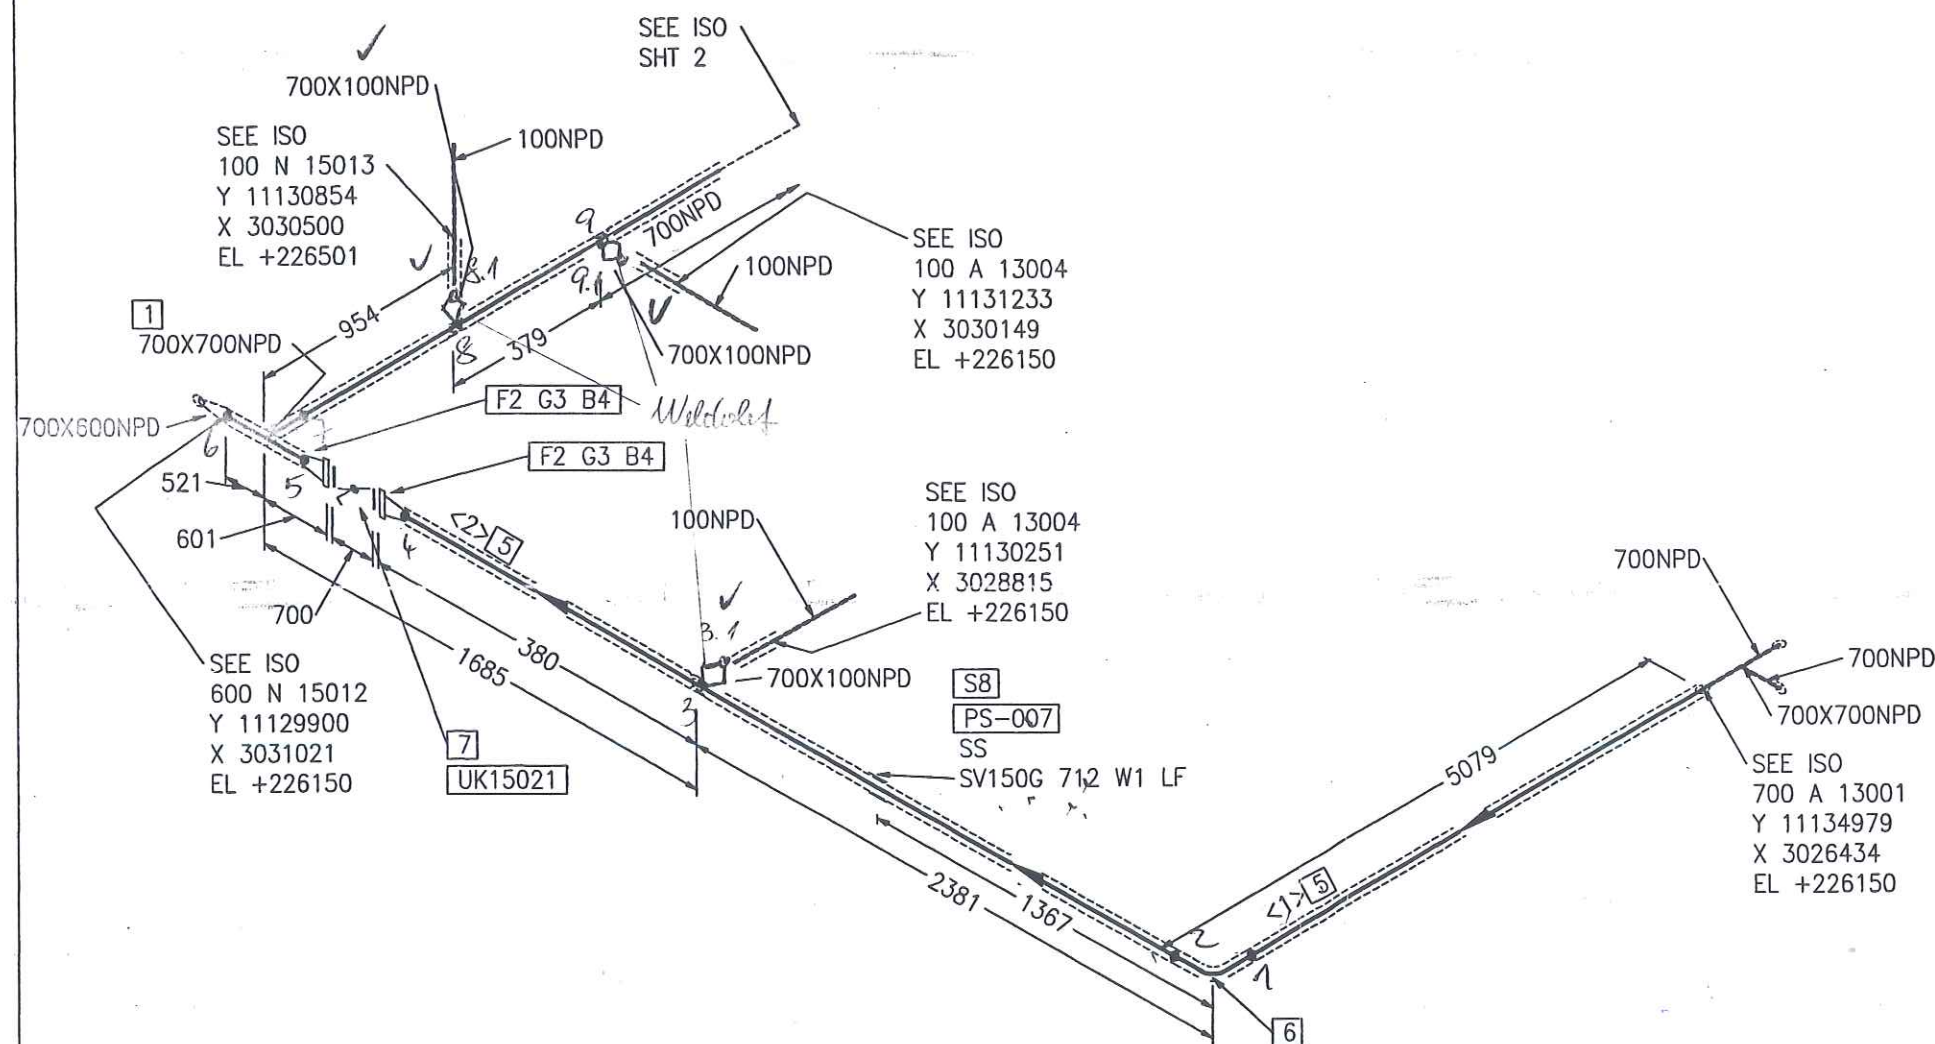 SEE ISO
SHT 2
700X100NPD
100NPD
SEE ISO
100 N 15013
Y 11130854
X 3030500
EL +226501
8.1
9
700NPD
SEE ISO
100 A 13004
Y 11131233
X 3030149
EL +226150
100NPD
9.1
954
1
700X700NPD
8
379
700X100NPD
F2 G3 B4
Weldolet
700X600NPD
6
F2 G3 B4
521
5
601
4
<2> 5
700
100NPD
SEE ISO
100 A 13004
Y 11130251
X 3028815
EL +226150
3.1
380
1685
700X100NPD
3
SEE ISO
600 N 15012
Y 11129900
X 3031021
EL +226150
7
UK15021
S8
PS-007
SS
SV150G 712 W1 LF
700NPD
700NPD
700X700NPD
5079
SEE ISO
700 A 13001
Y 11134979
X 3026434
EL +226150
2381
1367
<1> 5
2
1
6